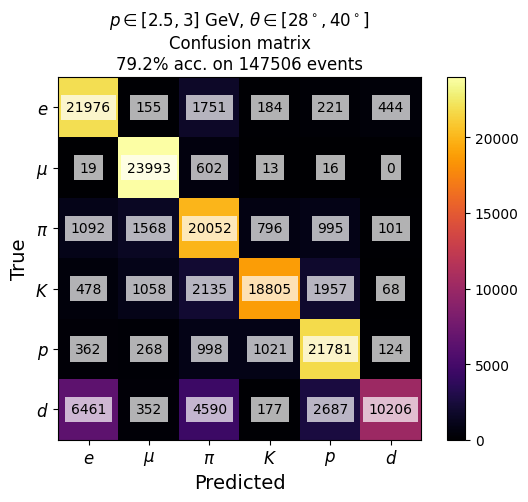 p ∈ [2.5, 3] GeV, θ ∈ [28°, 40°]
Confusion matrix
79.2% acc. on 147506 events
e 21976 155 1751 184 221 444
μ 19 23993 602 13 16 0
π 1092 1568 20052 796 995 101
K 478 1058 2135 18805 1957 68
p 362 268 998 1021 21781 124
d 6461 352 4590 177 2687 10206
e μ π K p d
True
Predicted
20000
15000
10000
5000
0